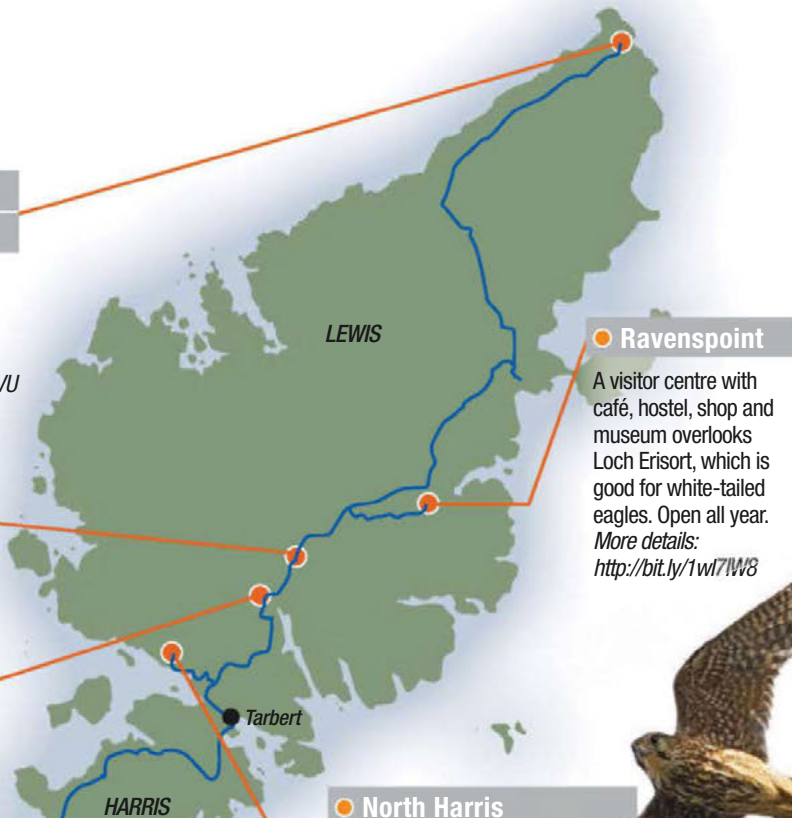 LEWIS
VU
Ravenspoint
A visitor centre with
café, hostel, shop and
museum overlooks
Loch Erisort, which is
good for white-tailed
eagles. Open all year.
More details:
http://bit.ly/1wl7IW8
Tarbert
HARRIS
North Harris